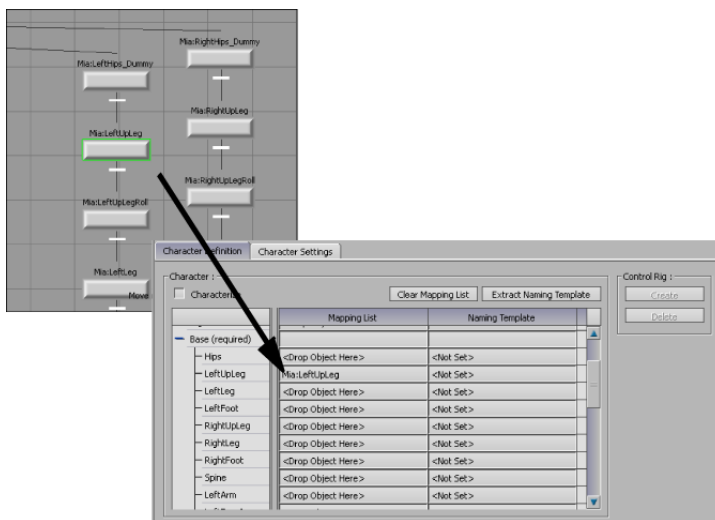 Mia:RightHips_Dummy
Mia:LeftHips_Dummy
Mia:RightUpLeg
Mia:LeftUpLeg
Mia:RightUpLegRoll
Mia:LeftUpLegRoll
Mia:LeftLeg
Move
Character Definition
Character Settings
Character :
Control Rig :
Clear Mapping List
Extract Naming Template
Create
Delete
Mapping List
Naming Template
Base (required)
Hips <Drop Object Here> <Not Set>
LeftUpLeg Mia:LeftUpLeg <Not Set>
LeftLeg <Drop Object Here> <Not Set>
LeftFoot <Drop Object Here> <Not Set>
RightUpLeg <Drop Object Here> <Not Set>
RightLeg <Drop Object Here> <Not Set>
RightFoot <Drop Object Here> <Not Set>
Spine <Drop Object Here> <Not Set>
LeftArm <Drop Object Here> <Not Set>